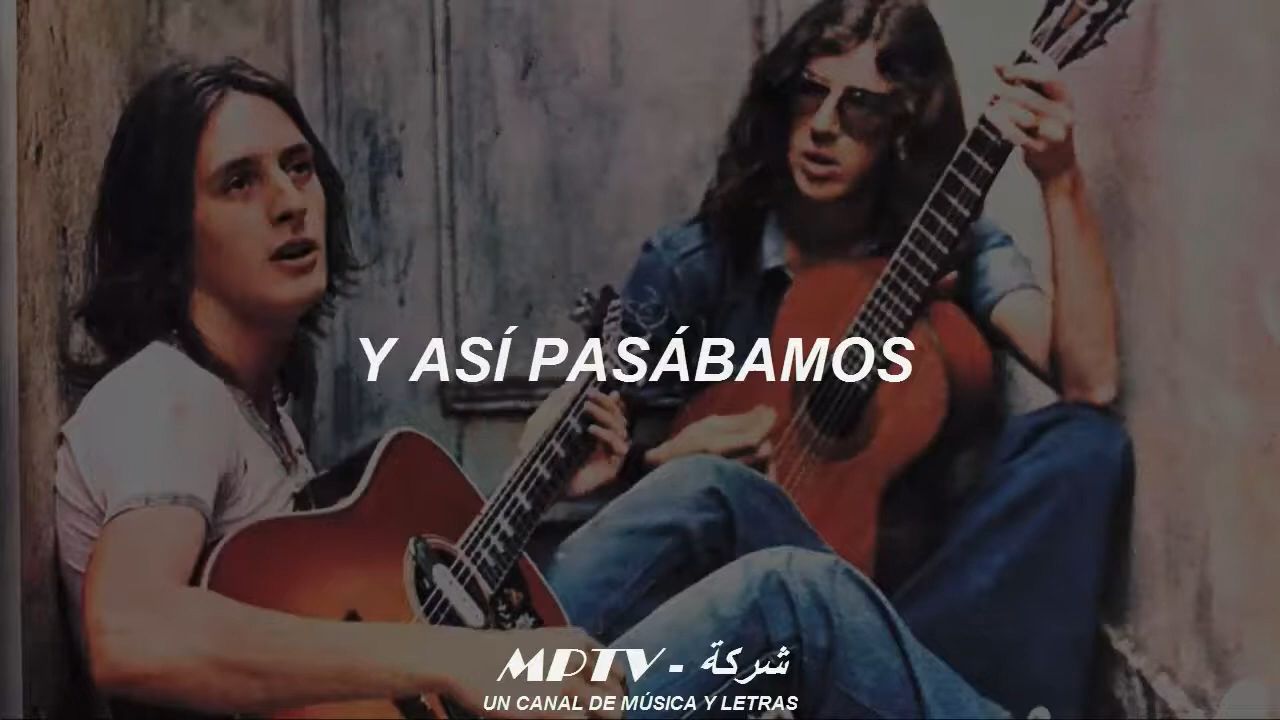 Y ASÍ PASÁBAMOS
MPTV - شركة
UN CANAL DE MÚSICA Y LETRAS